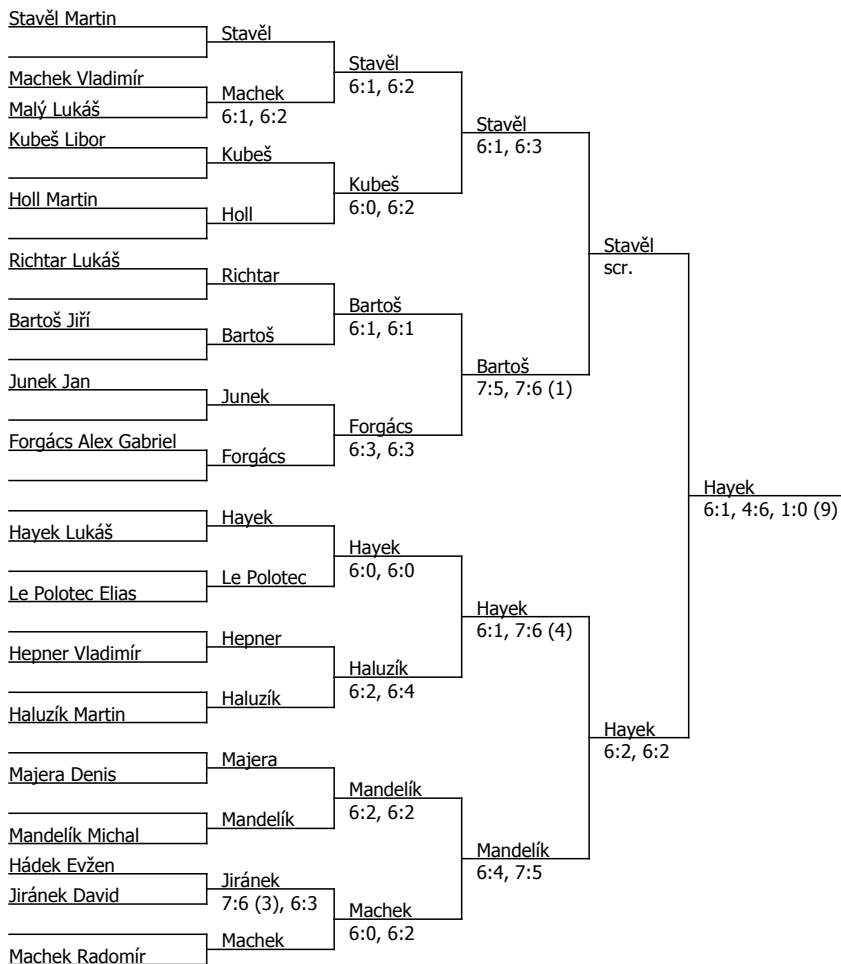 Stavěl Martin
Machek Vladimír
Malý Lukáš
Kubeš Libor
Holl Martin
Richtar Lukáš
Bartoš Jiří
Junek Jan
Forgács Alex Gabriel
Hayek Lukáš
Le Polotec Elias
Hepner Vladimír
Haluzík Martin
Majera Denis
Mandelík Michal
Hádek Evžen
Jiránek David
Machek Radomír
Stavěl
Machek
6:1, 6:2
Kubeš
Holl
Richtar
Bartoš
Junek
Forgács
Hayek
Le Polotec
Hepner
Haluzík
Majera
Mandelík
Jiránek
7:6 (3), 6:3
Machek
Stavěl
6:1, 6:2
Kubeš
6:0, 6:2
Bartoš
6:1, 6:1
Forgács
6:3, 6:3
Hayek
6:0, 6:0
Haluzík
6:2, 6:4
Mandelík
6:2, 6:2
Machek
6:0, 6:2
Stavěl
6:1, 6:3
Bartoš
7:5, 7:6 (1)
Hayek
6:1, 7:6 (4)
Mandelík
6:4, 7:5
Stavěl
scr.
Hayek
6:2, 6:2
Hayek
6:1, 4:6, 1:0 (9)